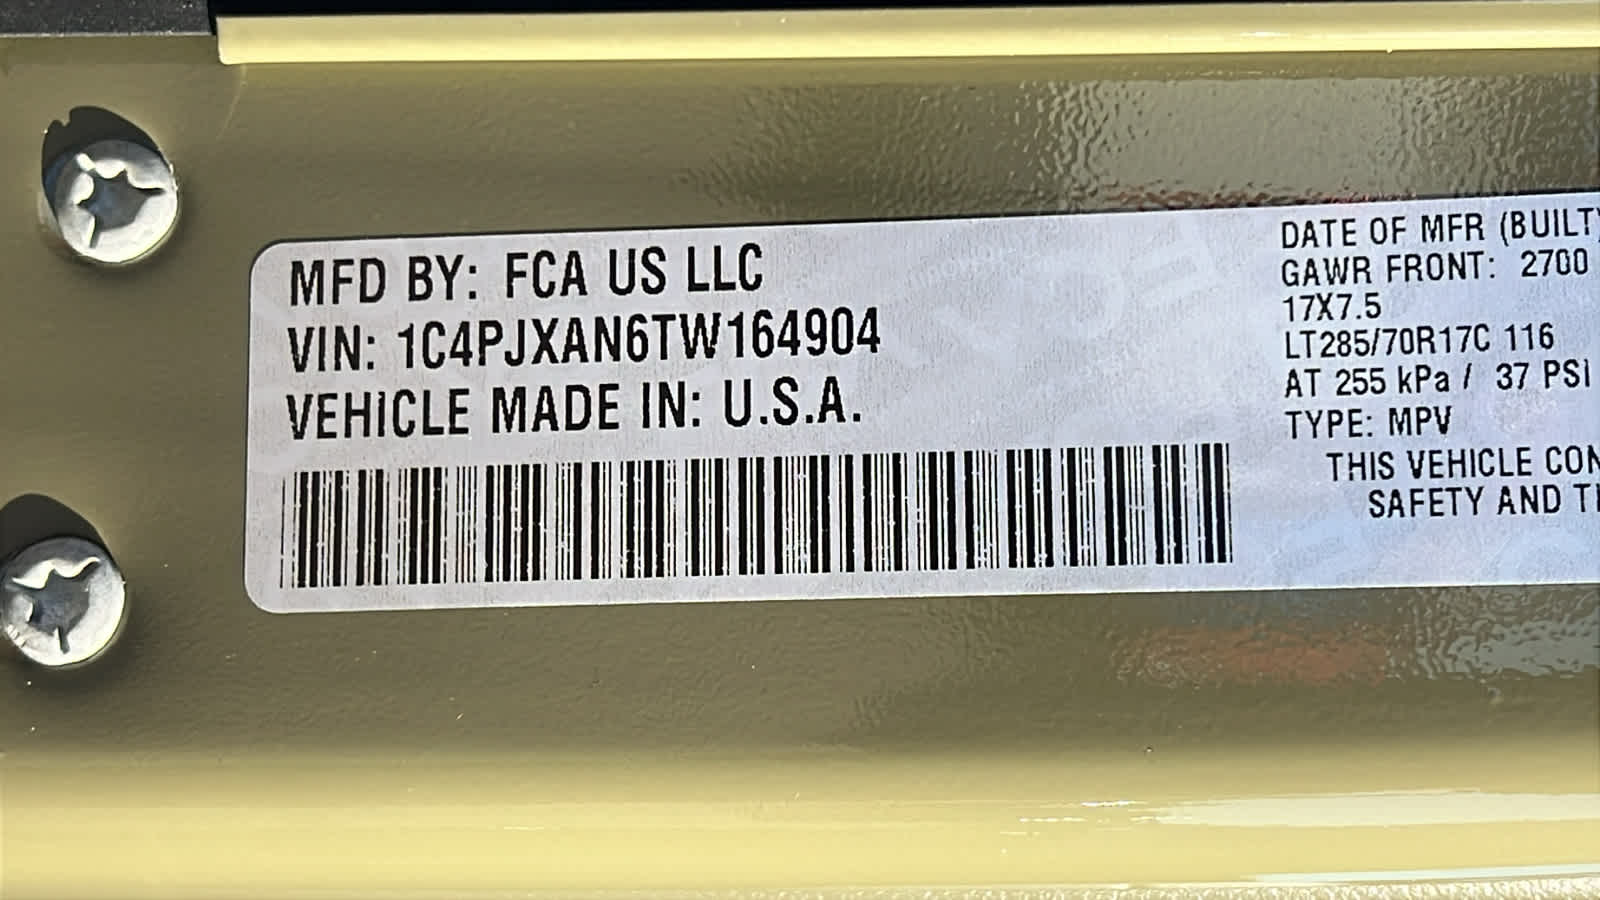 MFD BY: FCA US LLC
VIN: 1C4PJXAN6TW164904
VEHICLE MADE IN: U.S.A.
DATE OF MFR (BUILT)
GAWR FRONT: 2700
17X7.5
LT285/70R17C 116
AT 255 kPa / 37 PSI
TYPE: MPV
THIS VEHICLE CON
SAFETY AND